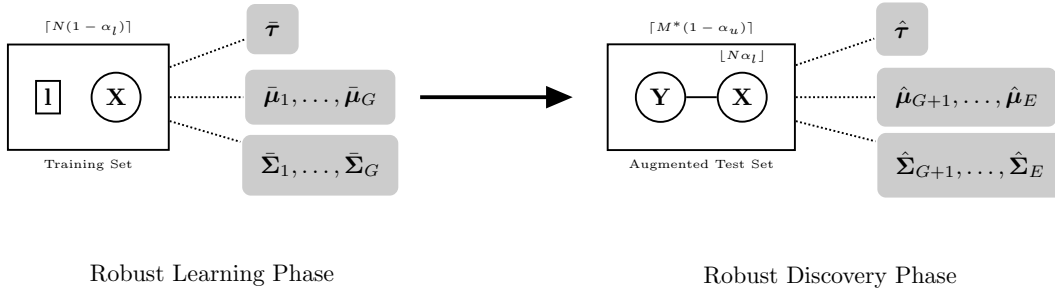 ⌈N(1 − α_l)⌉
τ̄
l X
μ̄_1, . . . , μ̄_G
Σ̄_1, . . . , Σ̄_G
Training Set
Robust Learning Phase
⌈M*(1 − α_u)⌉
⌊Nα_l⌋
τ̂
Y X
μ̂_{G+1}, . . . , μ̂_E
Σ̂_{G+1}, . . . , Σ̂_E
Augmented Test Set
Robust Discovery Phase